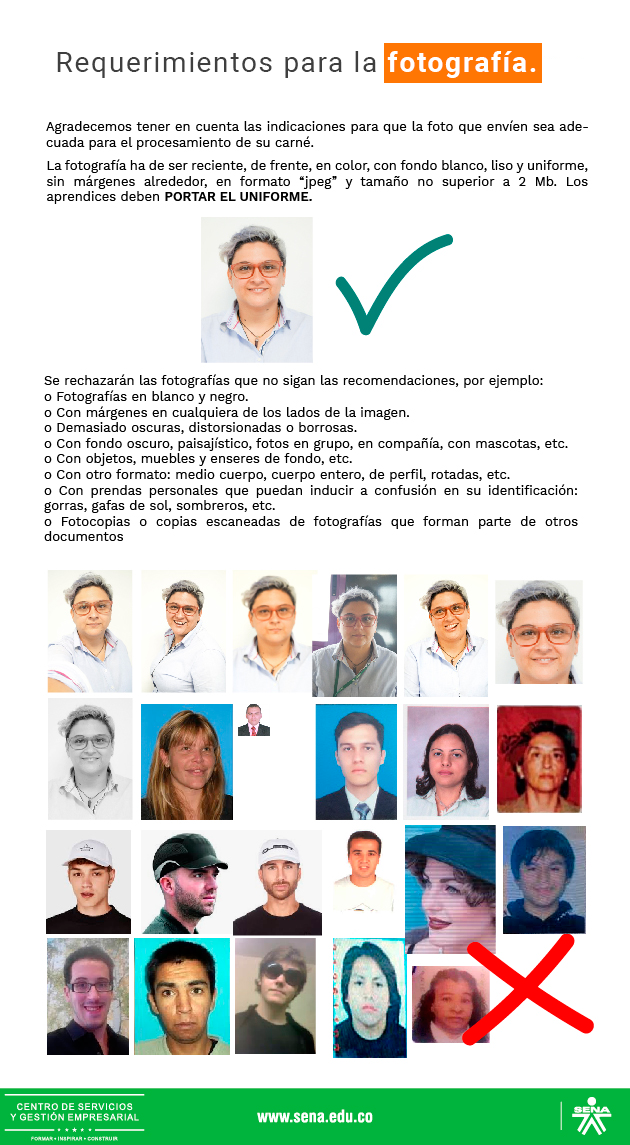 Requerimientos para la fotografía.
Agradecemos tener en cuenta las indicaciones para que la foto que envíen sea ade-
cuada para el procesamiento de su carné.
La fotografía ha de ser reciente, de frente, en color, con fondo blanco, liso y uniforme,
sin márgenes alrededor, en formato “jpeg” y tamaño no superior a 2 Mb. Los
aprendices deben PORTAR EL UNIFORME.
Se rechazarán las fotografías que no sigan las recomendaciones, por ejemplo:
o Fotografías en blanco y negro.
o Con márgenes en cualquiera de los lados de la imagen.
o Demasiado oscuras, distorsionadas o borrosas.
o Con fondo oscuro, paisajístico, fotos en grupo, en compañía, con mascotas, etc.
o Con objetos, muebles y enseres de fondo, etc.
o Con otro formato: medio cuerpo, cuerpo entero, de perfil, rotadas, etc.
o Con prendas personales que puedan inducir a confusión en su identificación:
gorras, gafas de sol, sombreros, etc.
o Fotocopias o copias escaneadas de fotografías que forman parte de otros
documentos
CENTRO DE SERVICIOS
Y GESTIÓN EMPRESARIAL
FORMAR • INSPIRAR • CONSTRUIR
www.sena.edu.co
SENA